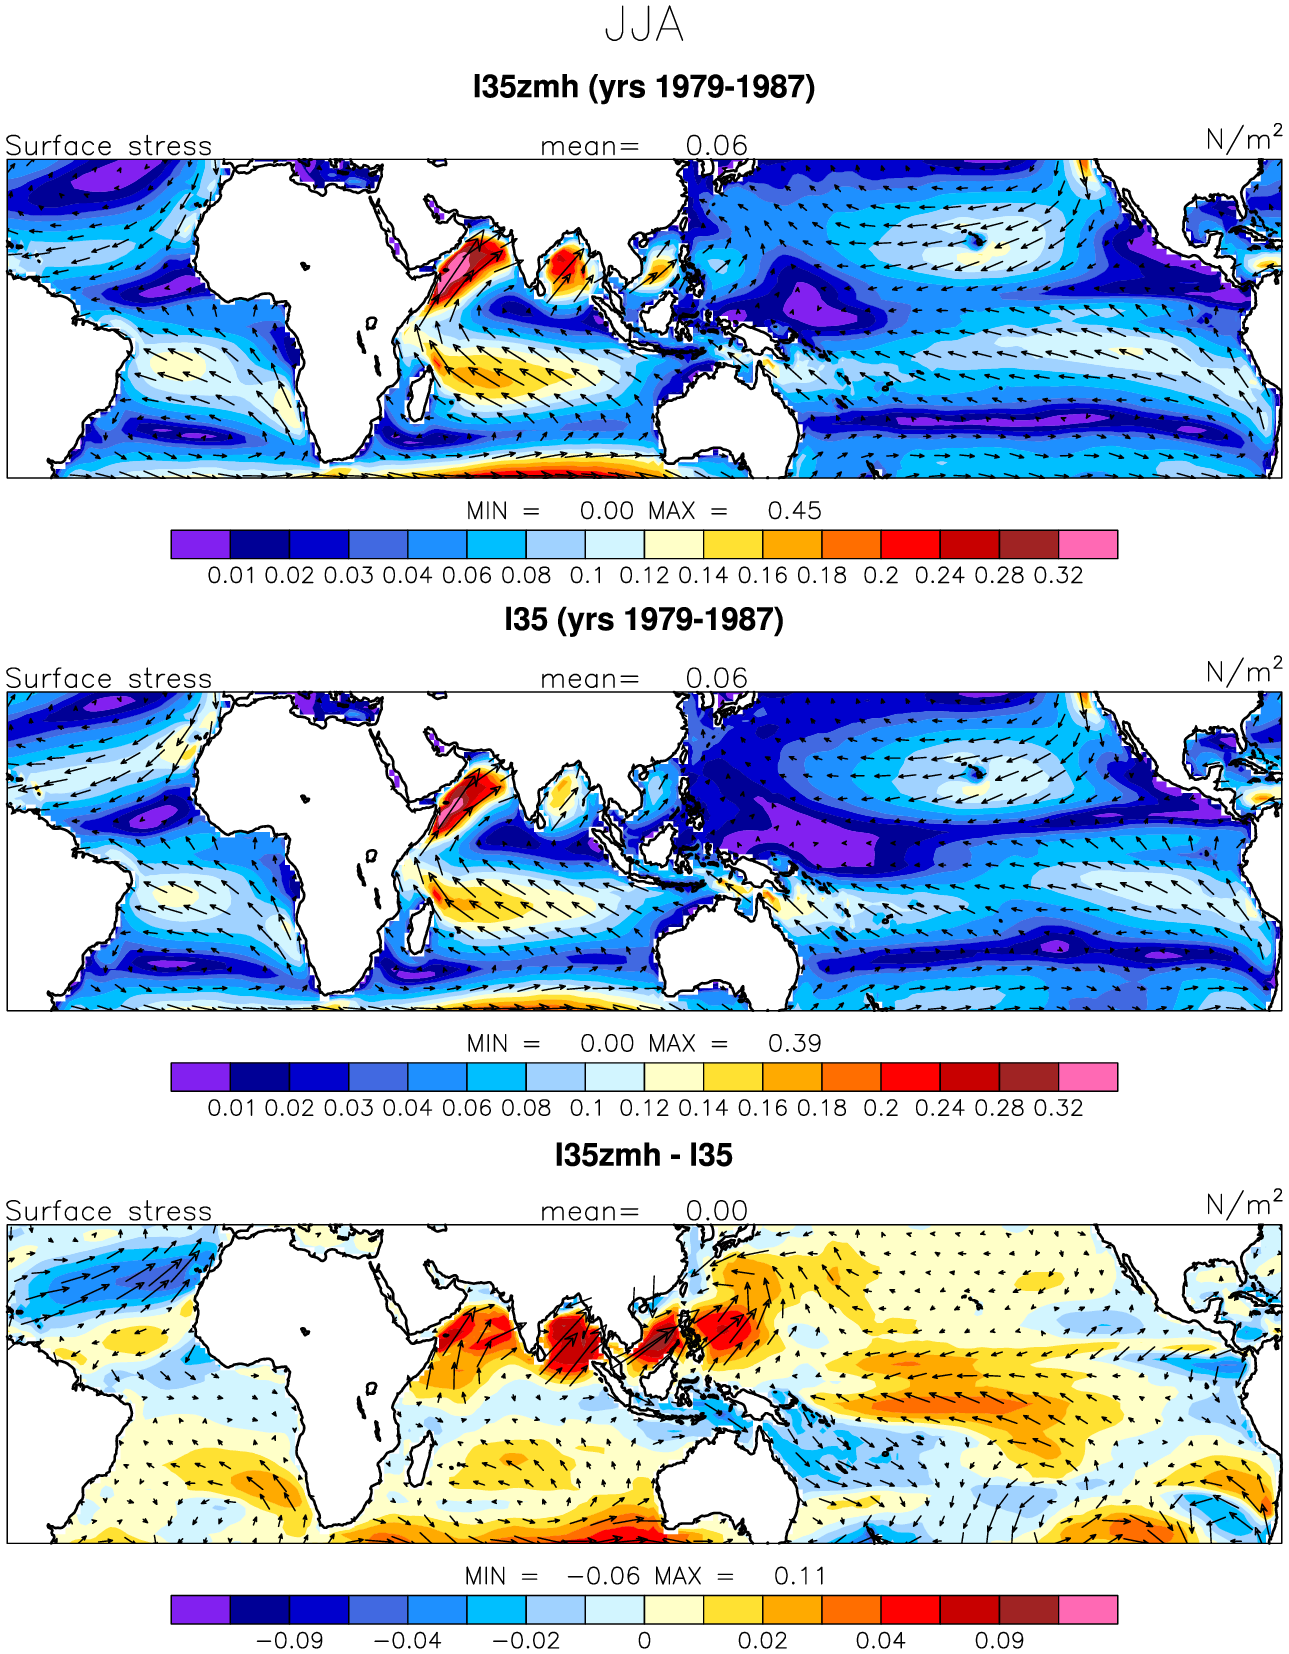 JJA
l35zmh (yrs 1979-1987)
Surface stress mean= 0.06 N/m²
MIN = 0.00 MAX = 0.45
0.01 0.02 0.03 0.04 0.06 0.08 0.1 0.12 0.14 0.16 0.18 0.2 0.24 0.28 0.32
l35 (yrs 1979-1987)
Surface stress mean= 0.06 N/m²
MIN = 0.00 MAX = 0.39
0.01 0.02 0.03 0.04 0.06 0.08 0.1 0.12 0.14 0.16 0.18 0.2 0.24 0.28 0.32
l35zmh - l35
Surface stress mean= 0.00 N/m²
MIN = −0.06 MAX = 0.11
−0.09 −0.04 −0.02 0 0.02 0.04 0.09